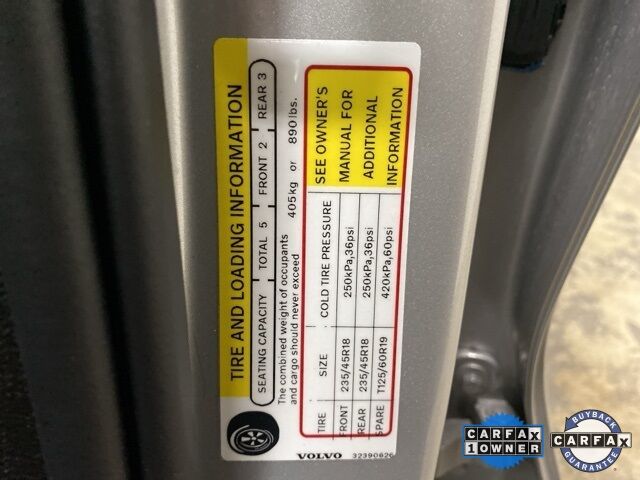 TIRE AND LOADING INFORMATION
SEATING CAPACITY TOTAL 5 FRONT 2 REAR 3
The combined weight of occupants
and cargo should never exceed 405kg or 890lbs.
TIRE SIZE COLD TIRE PRESSURE
FRONT 235/45R18 250kPa,36psi
REAR 235/45R18 250kPa,36psi
SPARE T125/60R19 420kPa,60psi
SEE OWNER'S
MANUAL FOR
ADDITIONAL
INFORMATION
VOLVO 32390626
CARFAX
1 OWNER
BUYBACK
CARFAX
GUARANTEE